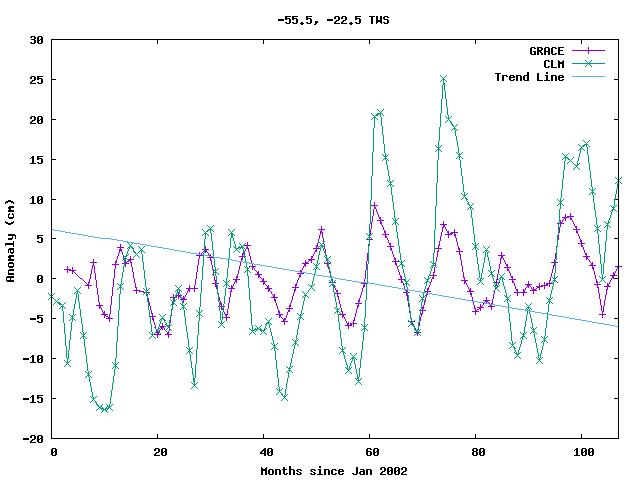 -55.5, -22.5 TWS
30
25
20
15
10
5
0
-5
-10
-15
-20
Anomaly (cm)
GRACE
CLM
Trend Line
0 20 40 60 80 100
Months since Jan 2002